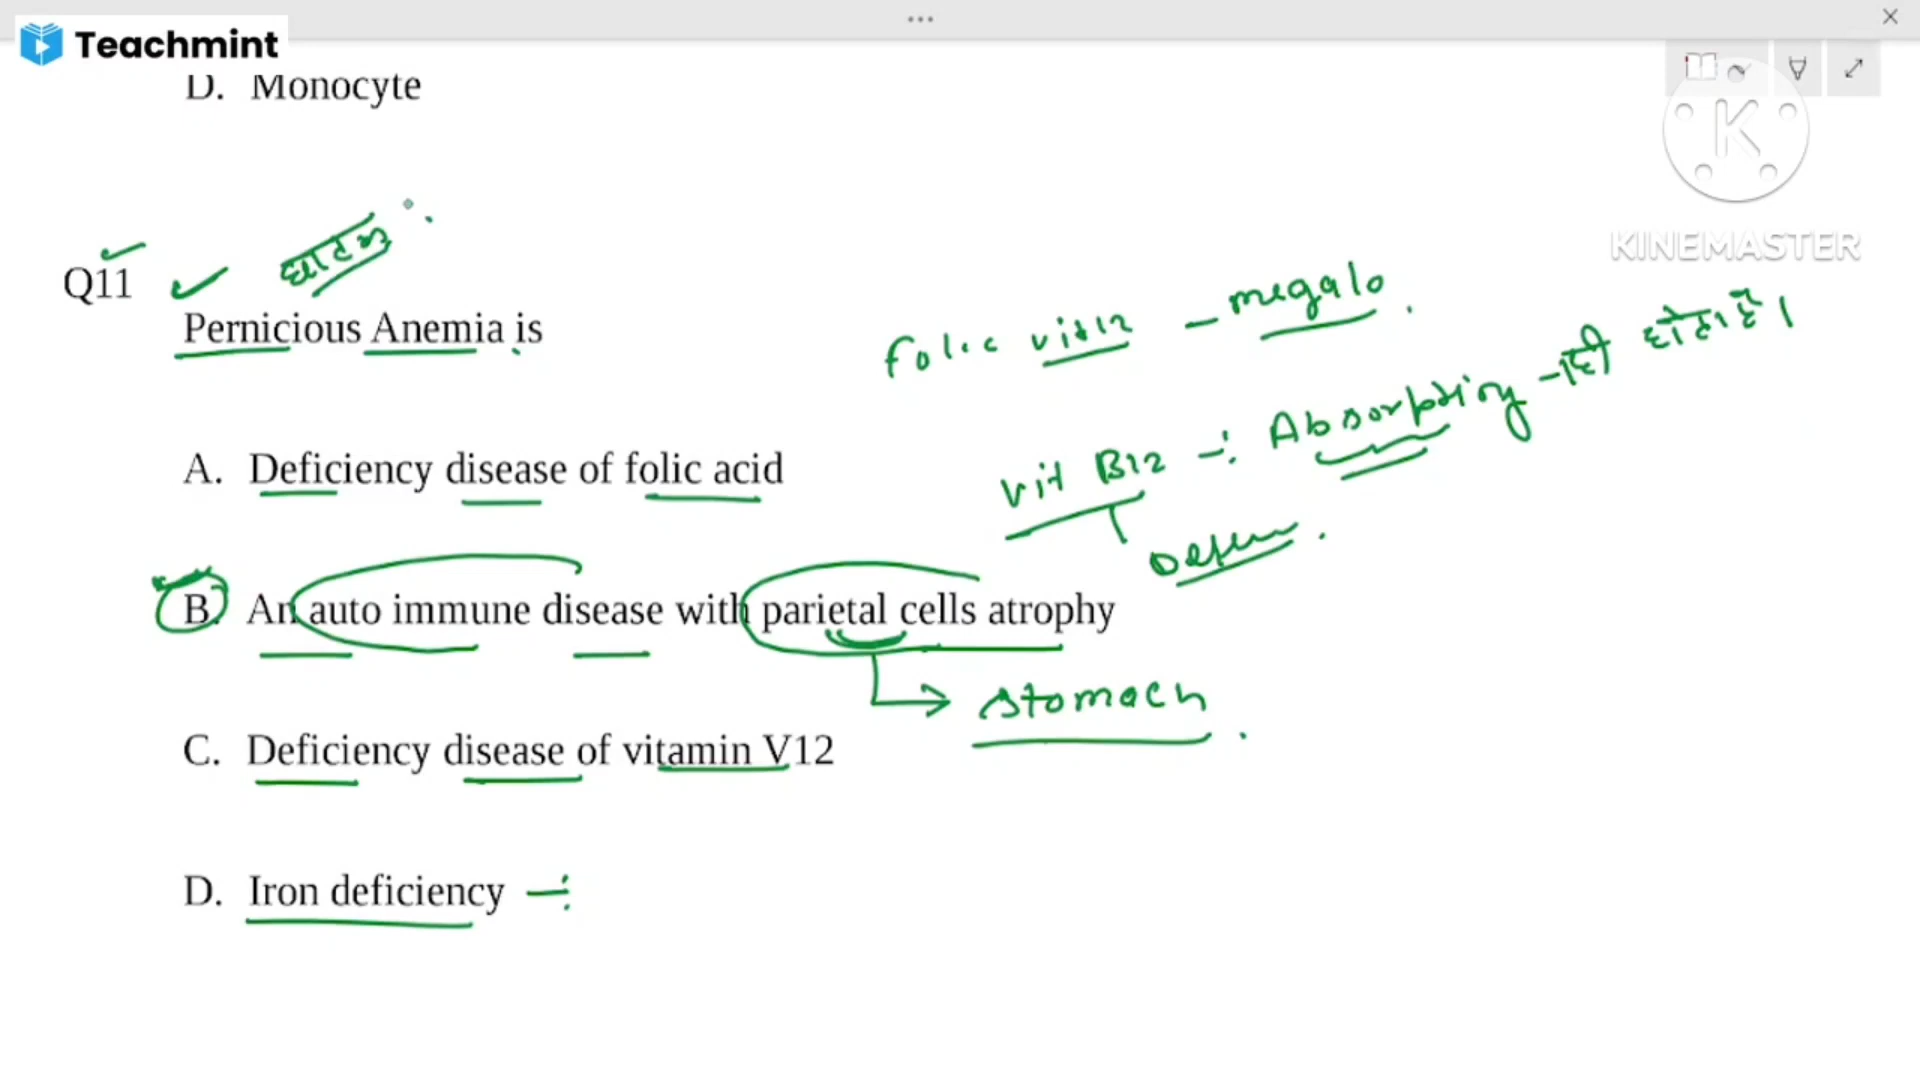 Teachmint
D. Monocyte
KINEMASTER
Q11
घातक
Pernicious Anemia is
Folic vit12 - megalo
Vit B12 -: Absorption - नही होता है।
A. Deficiency disease of folic acid
B. An auto immune disease with parietal cells atrophy
stomach
C. Deficiency disease of vitamin V12
D. Iron deficiency -: